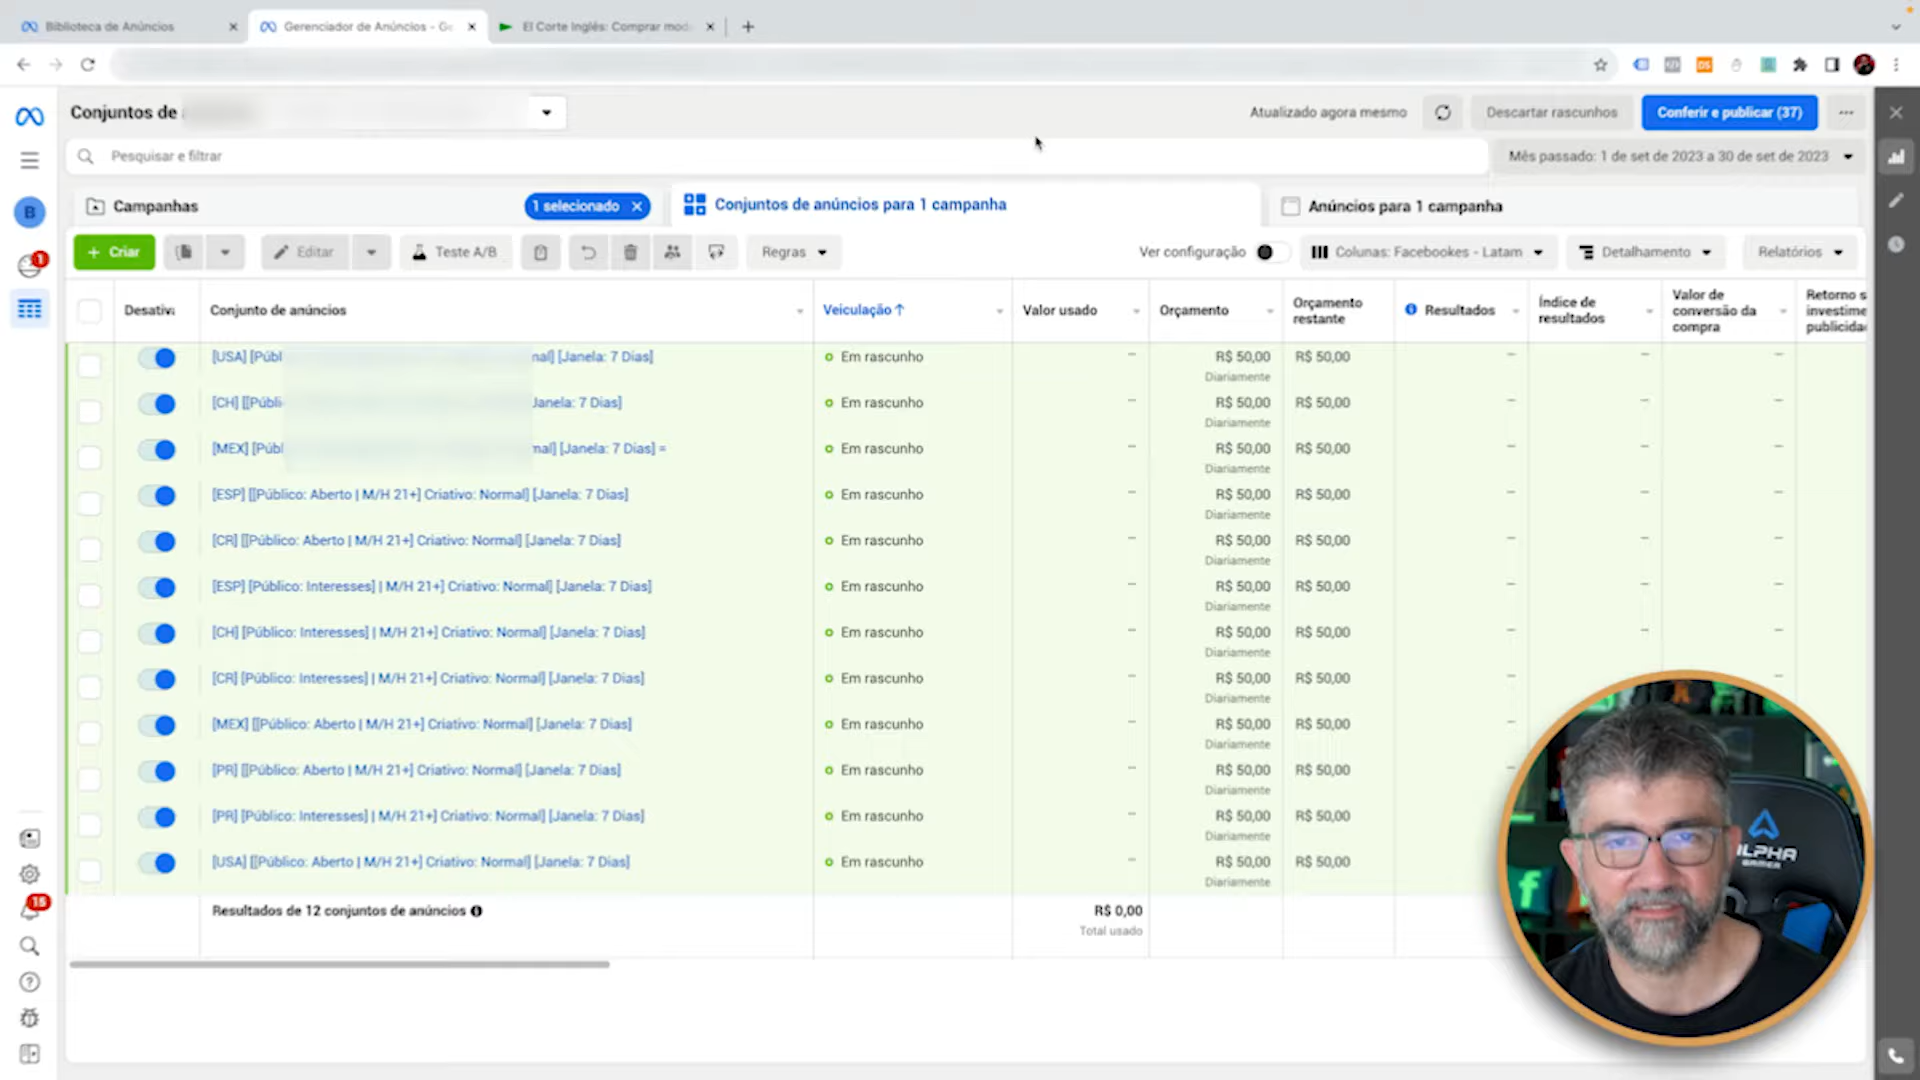 Biblioteca de Anúncios
Gerenciador de Anúncios - Ge
El Corte Inglés: Comprar mod
Conjuntos de
Atualizado agora mesmo
Descartar rascunhos
Conferir e publicar (37)
Pesquisar e filtrar
Mês passado: 1 de set de 2023 a 30 de set de 2023
Campanhas
1 selecionado
Conjuntos de anúncios para 1 campanha
Anúncios para 1 campanha
B
+ Criar
Editar
Teste A/B
Regras
Ver configuração
Colunas: Facebookes - Latam
Detalhamento
Relatórios
1
Desativa
Conjunto de anúncios
Veiculação
Valor usado
Orçamento
Orçamento restante
Resultados
Índice de resultados
Valor de conversão da compra
Retorno s investime publicida
[USA] [Públ nal] [Janela: 7 Dias] Em rascunho – R$ 50,00 R$ 50,00 – – –
Diariamente
[CH] [[Públi Janela: 7 Dias] Em rascunho – R$ 50,00 R$ 50,00 – – –
Diariamente
[MEX] [Públ mal] [Janela: 7 Dias] = Em rascunho – R$ 50,00 R$ 50,00 – – –
Diariamente
[ESP] [[Público: Aberto | M/H 21+] Criativo: Normal] [Janela: 7 Dias] Em rascunho – R$ 50,00 R$ 50,00 – – –
Diariamente
[CR] [[Público: Aberto | M/H 21+] Criativo: Normal] [Janela: 7 Dias] Em rascunho – R$ 50,00 R$ 50,00 – – –
Diariamente
[ESP] [Público: Interesses] | M/H 21+] Criativo: Normal] [Janela: 7 Dias] Em rascunho – R$ 50,00 R$ 50,00 – – –
Diariamente
[CH] [Público: Interesses] | M/H 21+] Criativo: Normal] [Janela: 7 Dias] Em rascunho – R$ 50,00 R$ 50,00 – – –
Diariamente
[CR] [Público: Interesses] | M/H 21+] Criativo: Normal] [Janela: 7 Dias] Em rascunho – R$ 50,00 R$ 50,00 –
Diariamente
[MEX] [[Público: Aberto | M/H 21+] Criativo: Normal] [Janela: 7 Dias] Em rascunho – R$ 50,00 R$ 50,00 –
Diariamente
[PR] [[Público: Aberto | M/H 21+] Criativo: Normal] [Janela: 7 Dias] Em rascunho – R$ 50,00 R$ 50,00 –
Diariamente
[PR] [Público: Interesses] | M/H 21+] Criativo: Normal] [Janela: 7 Dias] Em rascunho – R$ 50,00 R$ 50,00
Diariamente
[USA] [[Público: Aberto | M/H 21+] Criativo: Normal] [Janela: 7 Dias] Em rascunho – R$ 50,00 R$ 50,00
Diariamente
Resultados de 12 conjuntos de anúncios
R$ 0,00
Total usado
15
ALPHA
GAMER